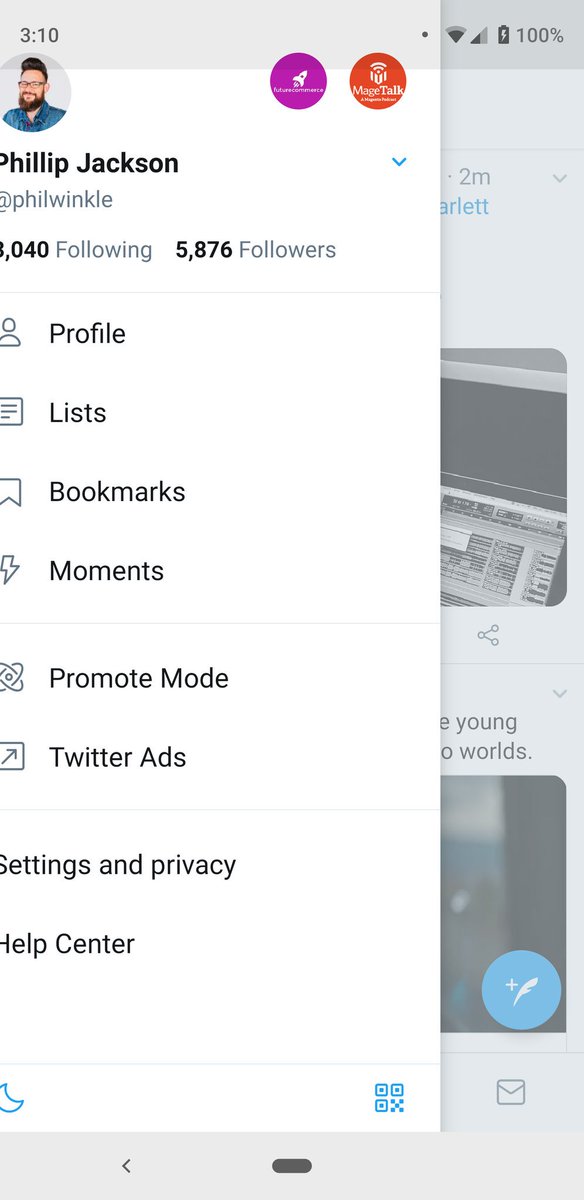 3:10
100%
futurecommerce
MageTalk
A Magento Podcast
Phillip Jackson
@philwinkle
3,040 Following 5,876 Followers
· 2m
arlett
Profile
Lists
Bookmarks
Moments
Promote Mode
Twitter Ads
e young
o worlds.
Settings and privacy
Help Center